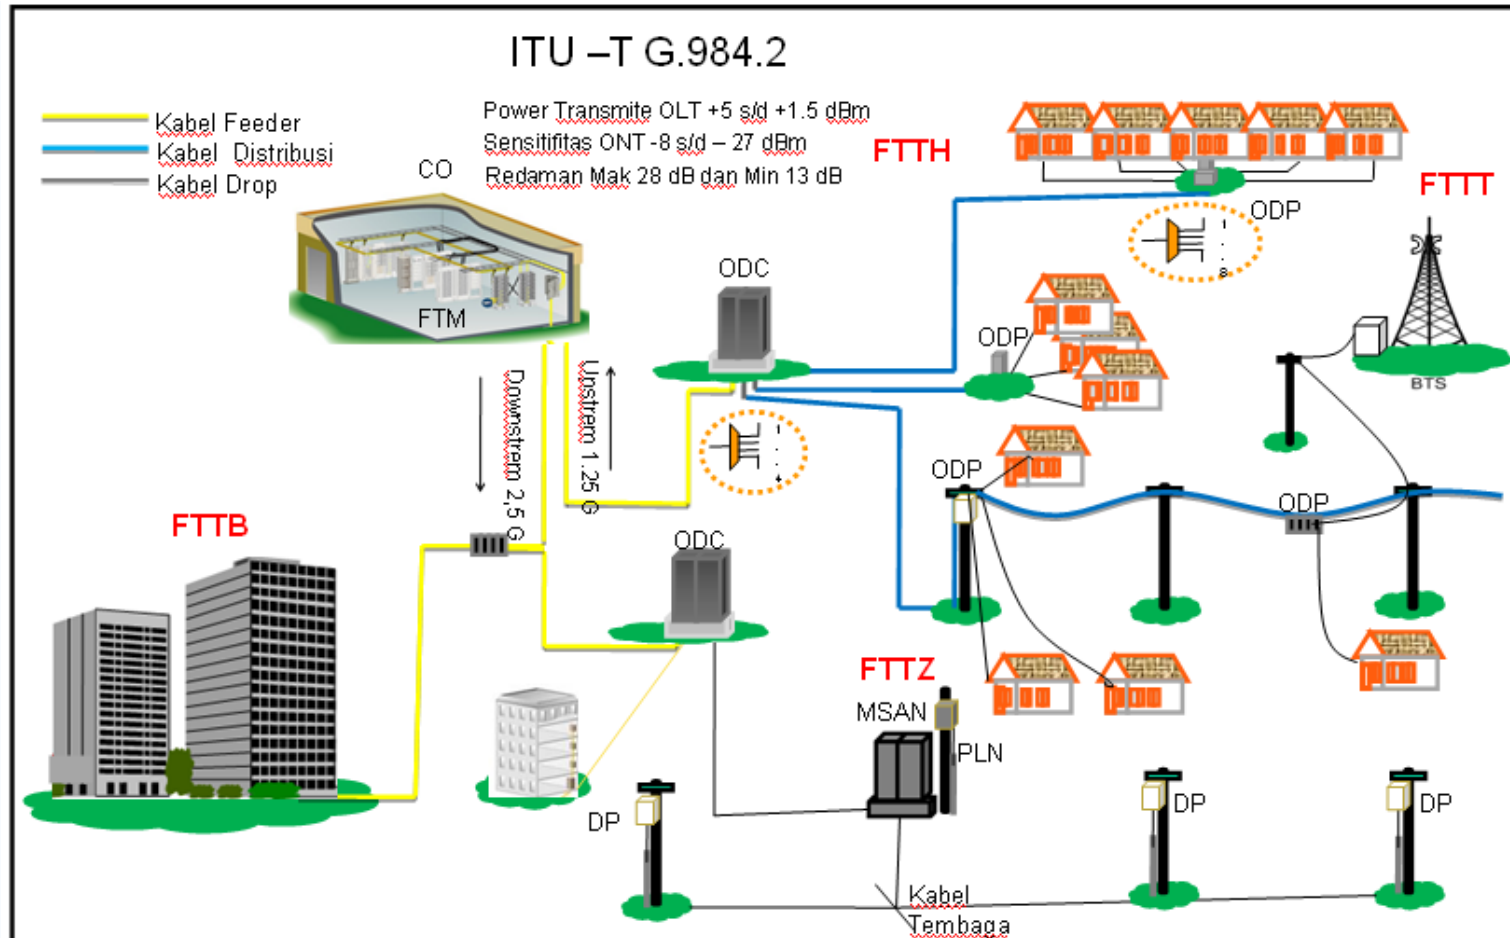 ITU –T G.984.2
Kabel Feeder
Kabel Distribusi
Kabel Drop
Power Transmite OLT +5 s/d +1.5 dBm
Sensitifitas ONT -8 s/d – 27 dBm
Redaman Mak 28 dB dan Min 13 dB
CO
FTM
FTTH
ODP
FTTT
BTS
ODC
ODP
Downstrem 2,5 G
Upstrem 1.25 G
ODP
ODP
FTTB
ODC
FTTZ
MSAN
PLN
DP
DP
DP
Kabel
Tembaga